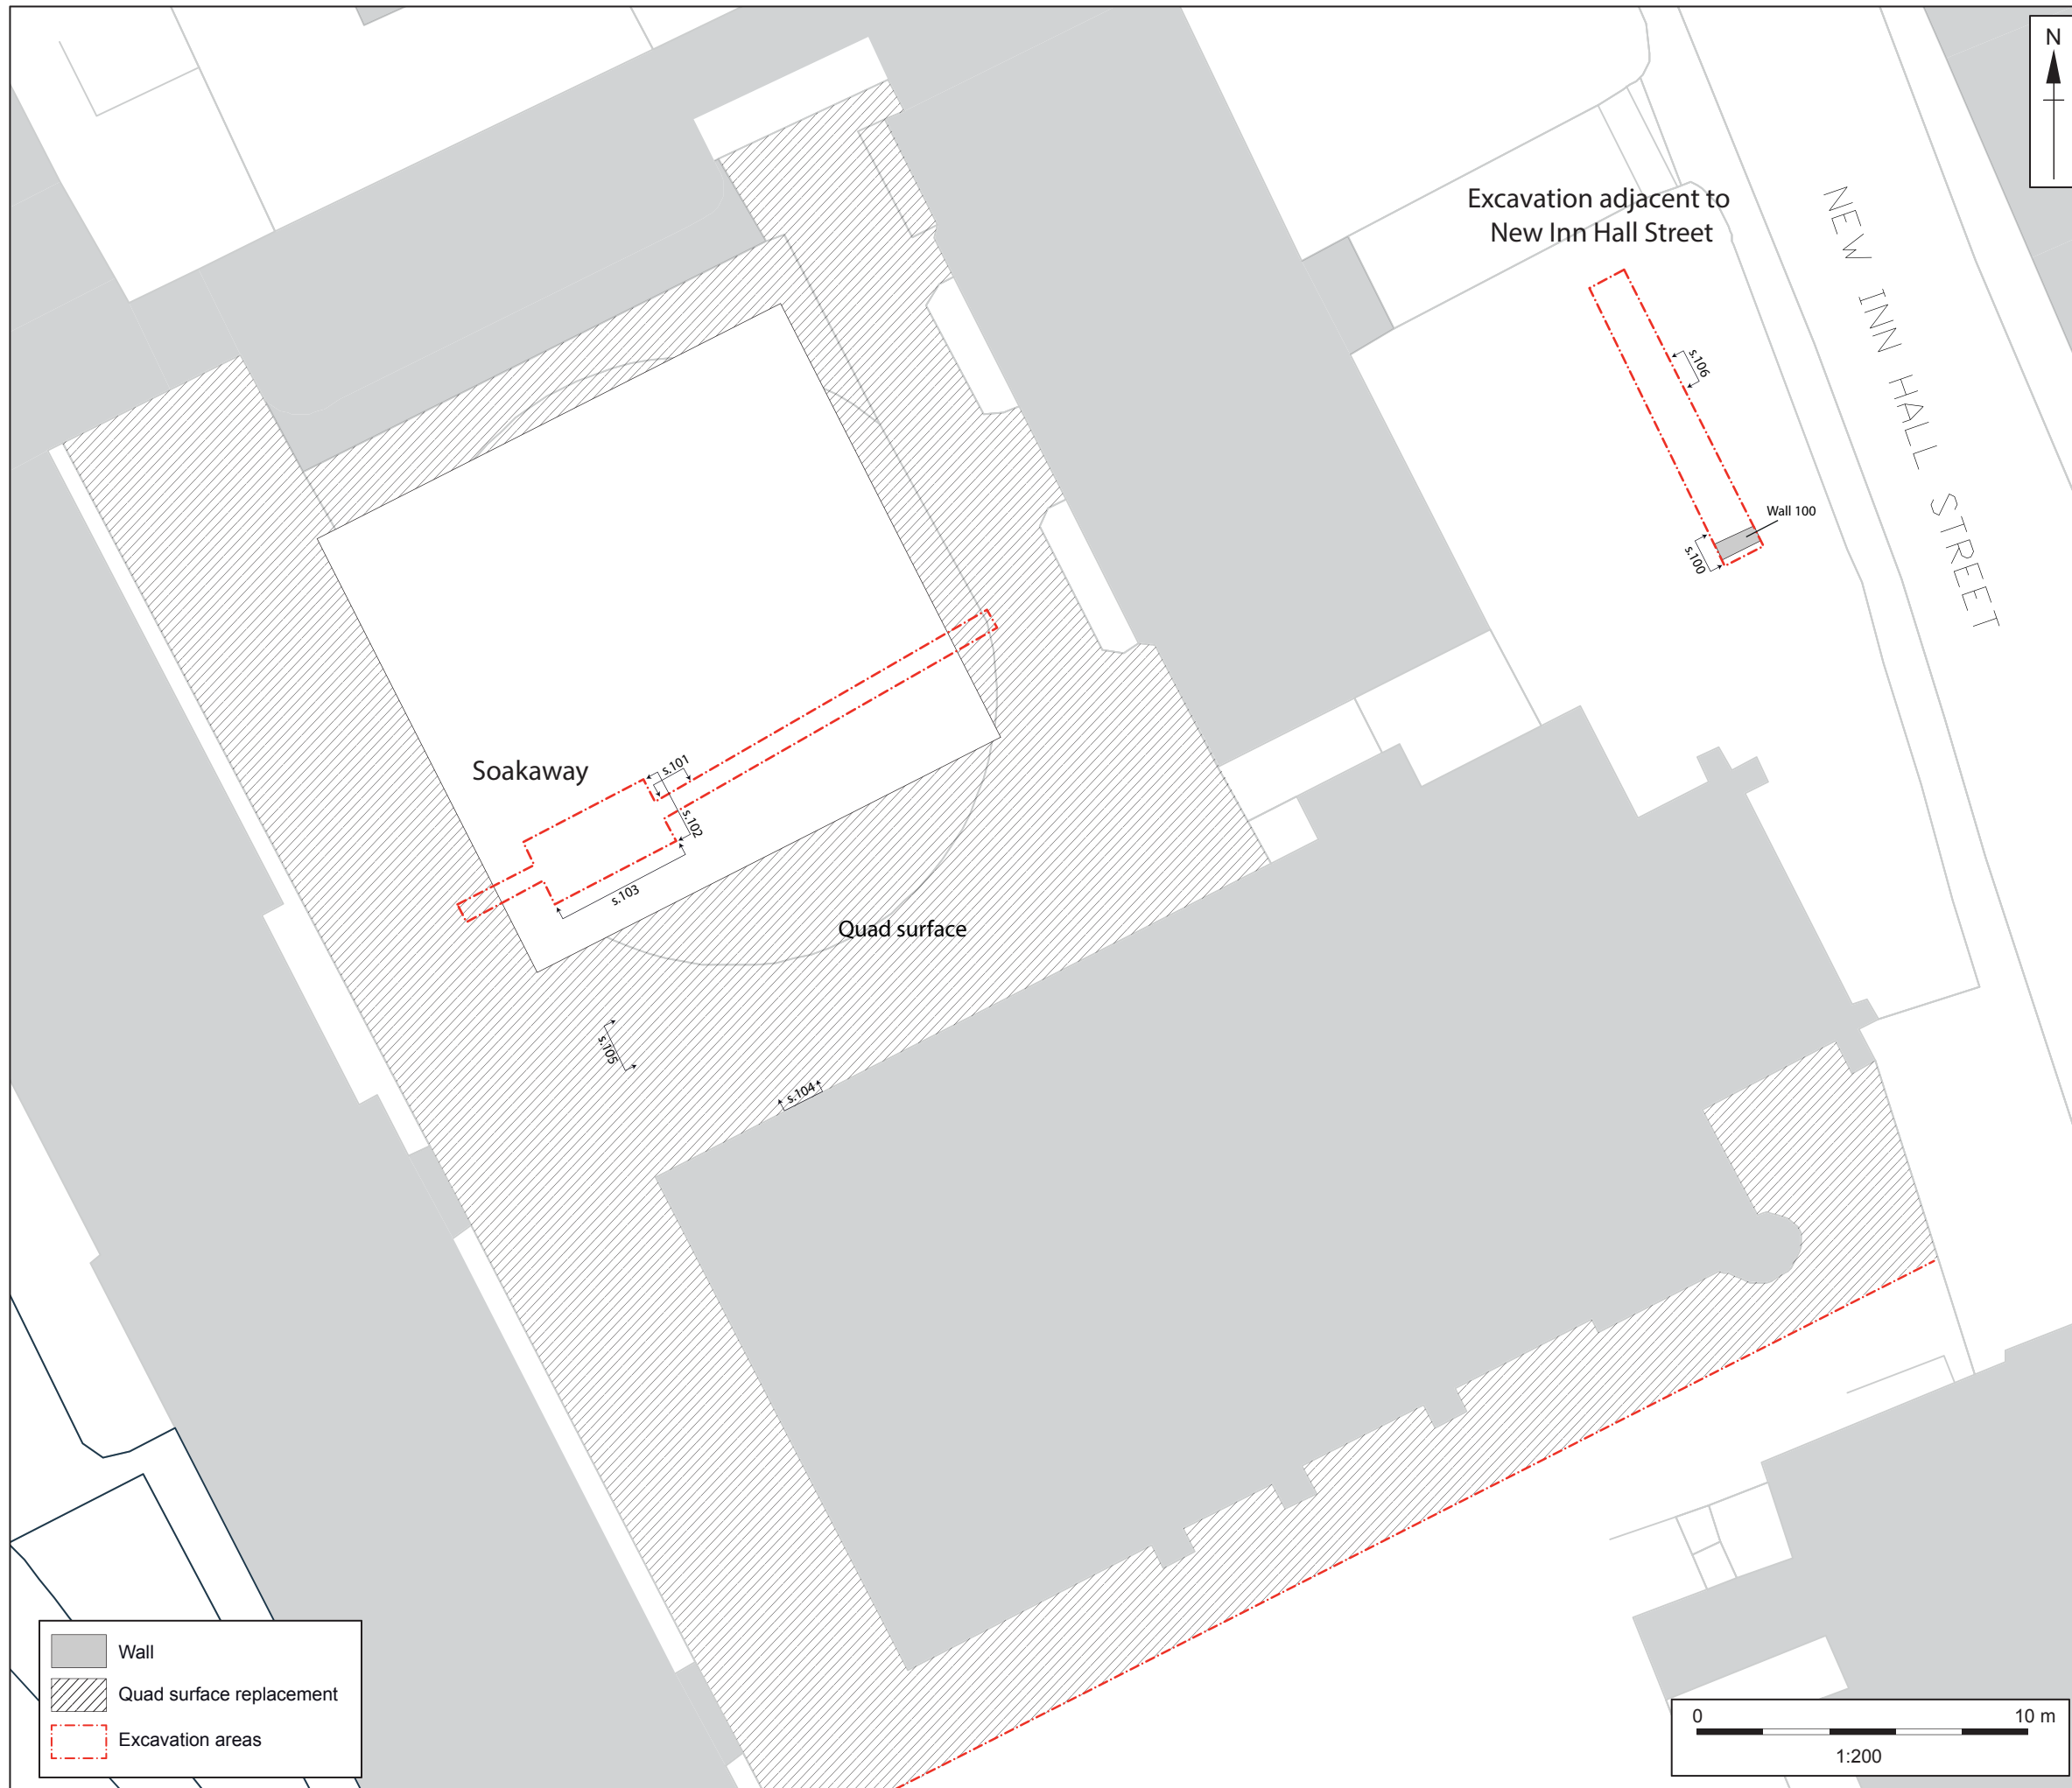 N
Excavation adjacent to
New Inn Hall Street
NEW INN HALL STREET
s.106
Wall 100
s.100
Soakaway
s.101
s.102
s.103
Quad surface
s.105
s.104
Wall
Quad surface replacement
Excavation areas
0 10 m
1:200